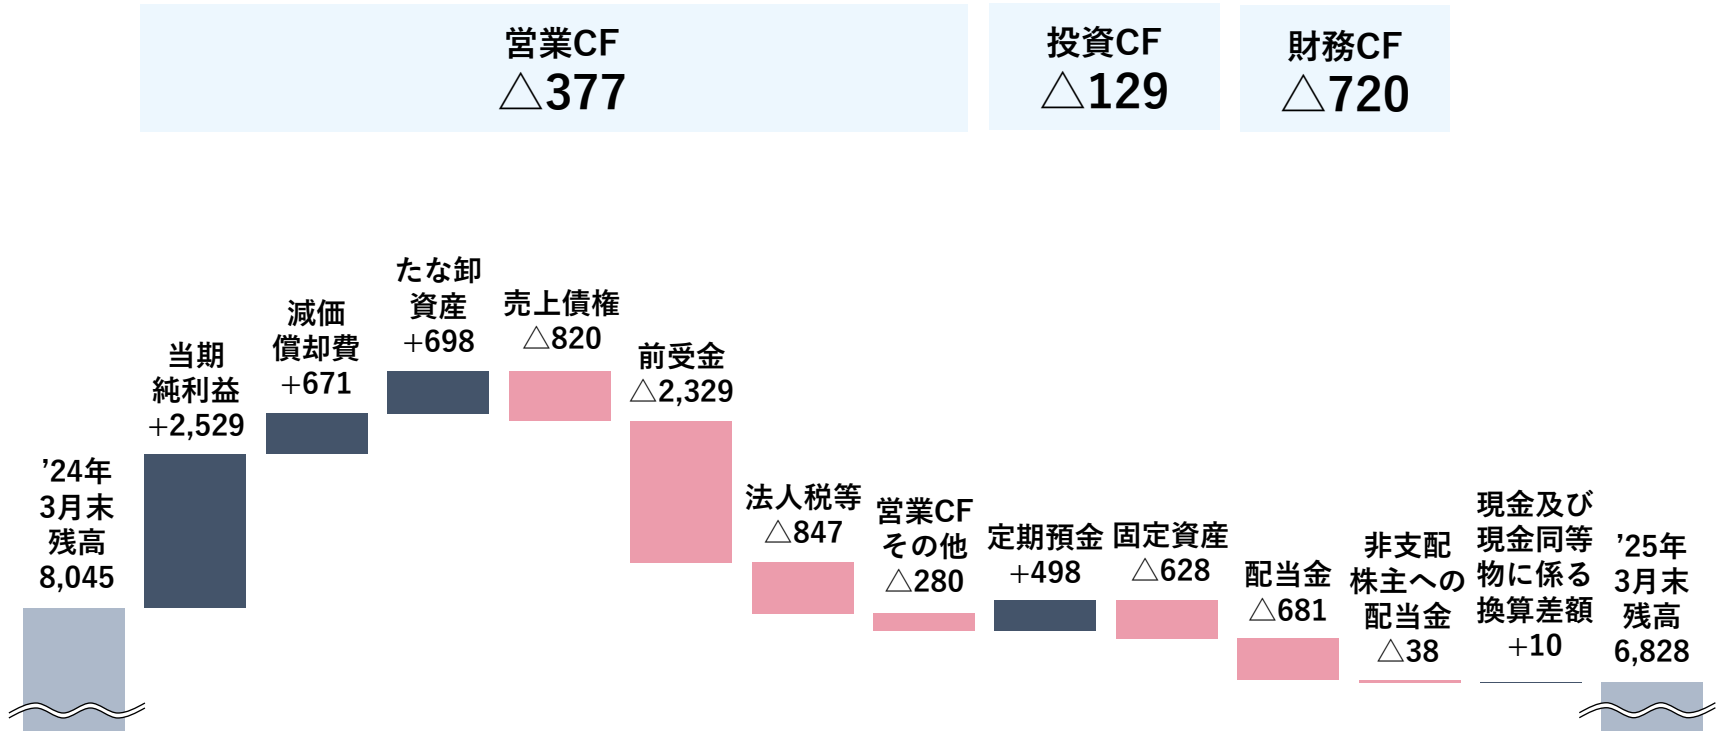 営業CF
△377
投資CF
△129
財務CF
△720
’24年
3月末
残高
8,045
当期
純利益
+2,529
減価
償却費
+671
たな卸
資産
+698
売上債権
△820
前受金
△2,329
法人税等
△847
営業CF
その他
△280
定期預金
+498
固定資産
△628
配当金
△681
非支配
株主への
配当金
△38
現金及び
現金同等
物に係る
換算差額
+10
’25年
3月末
残高
6,828